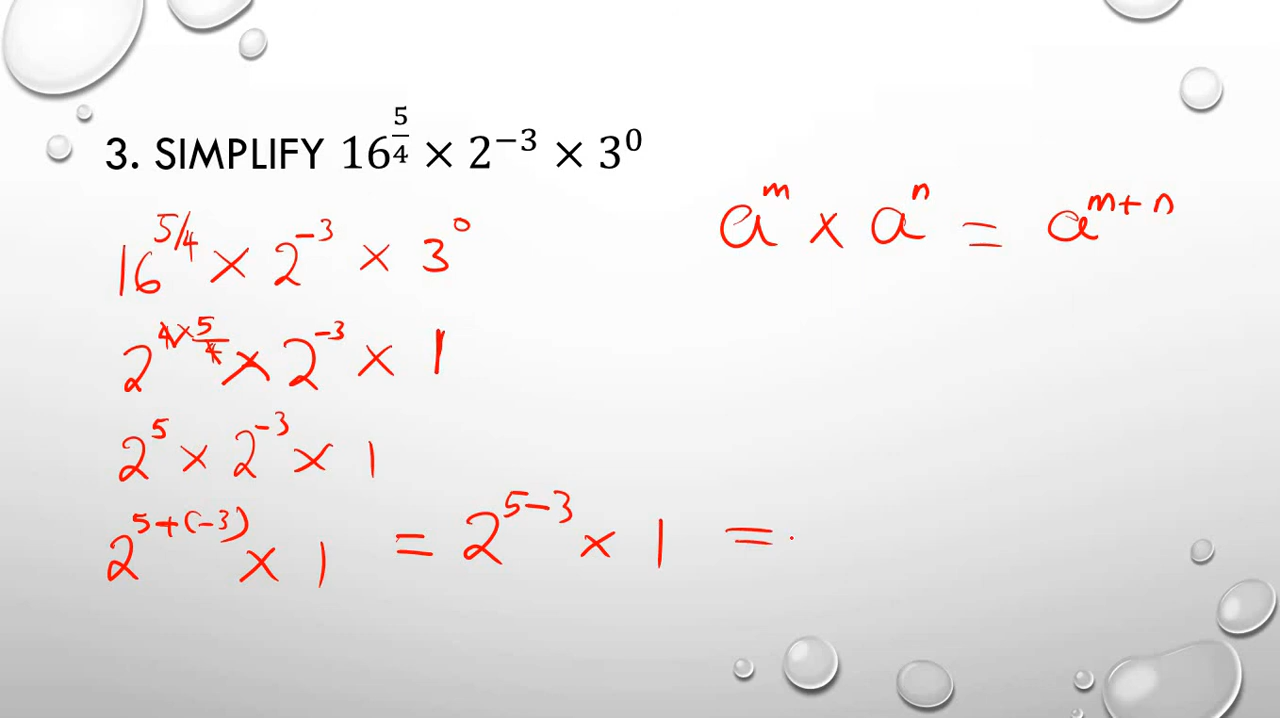 3. SIMPLIFY 16^(5/4) × 2^(−3) × 3^0
a^m × a^n = a^(m+n)
16^(5/4) × 2^(-3) × 3^0
2^(4×5/4) × 2^(-3) × 1
2^5 × 2^(-3) × 1
2^(5+(-3)) × 1 = 2^(5-3) × 1 =